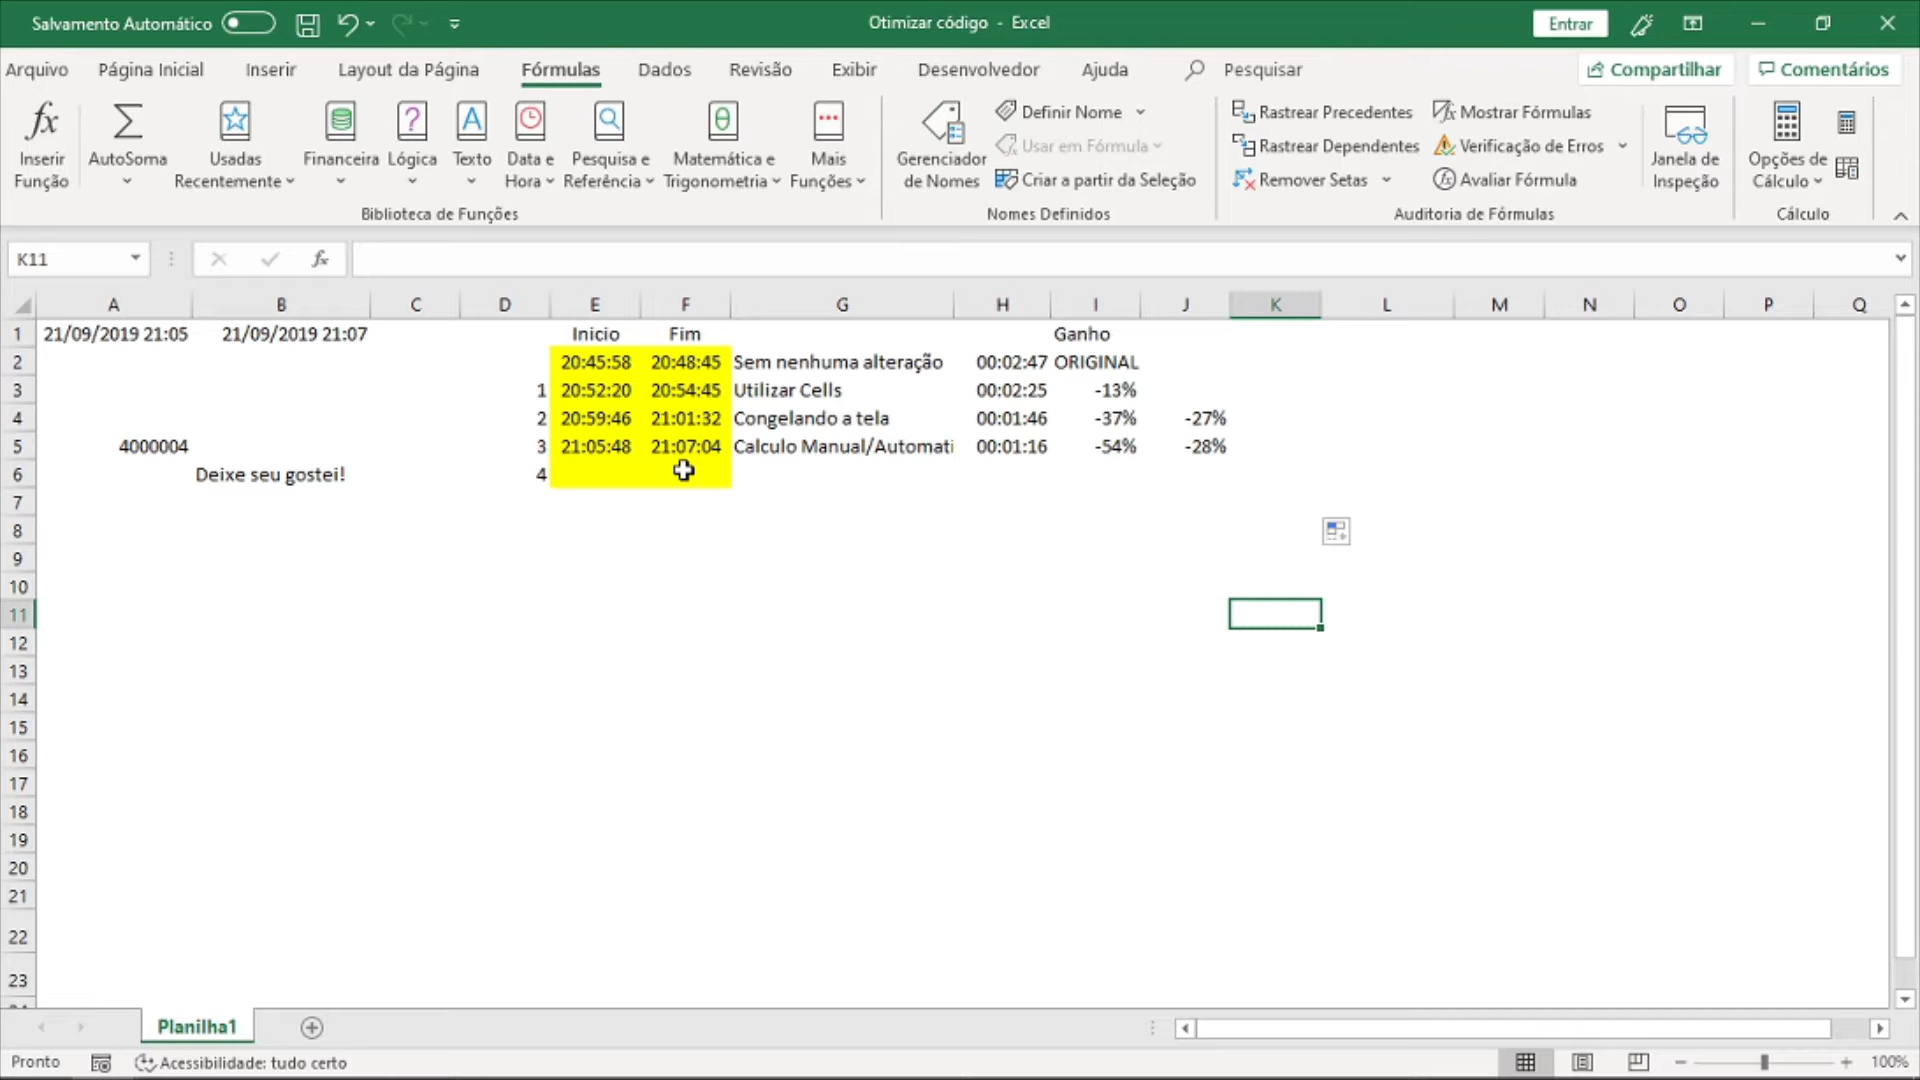 Salvamento Automático
Otimizar código - Excel
Entrar
Arquivo Página Inicial Inserir Layout da Página Fórmulas Dados Revisão Exibir Desenvolvedor Ajuda Pesquisar Compartilhar Comentários
Inserir Função
AutoSoma
Usadas Recentemente
Financeira
Lógica
Texto
Data e Hora
Pesquisa e Referência
Matemática e Trigonometria
Mais Funções
Biblioteca de Funções
Gerenciador de Nomes
Definir Nome
Usar em Fórmula
Criar a partir da Seleção
Nomes Definidos
Rastrear Precedentes
Rastrear Dependentes
Remover Setas
Mostrar Fórmulas
Verificação de Erros
Avaliar Fórmula
Auditoria de Fórmulas
Janela de Inspeção
Opções de Cálculo
Cálculo
K11
fx
A B C D E F G H I J K L M N O P Q
1 21/09/2019 21:05 21/09/2019 21:07 Inicio Fim Ganho
2 20:45:58 20:48:45 Sem nenhuma alteração 00:02:47 ORIGINAL
3 1 20:52:20 20:54:45 Utilizar Cells 00:02:25 -13%
4 2 20:59:46 21:01:32 Congelando a tela 00:01:46 -37% -27%
5 4000004 3 21:05:48 21:07:04 Calculo Manual/Automati 00:01:16 -54% -28%
6 Deixe seu gostei! 4
7
8
9
10
11
12
13
14
15
16
17
18
19
20
21
22
23
Planilha1
Pronto
Acessibilidade: tudo certo
100%